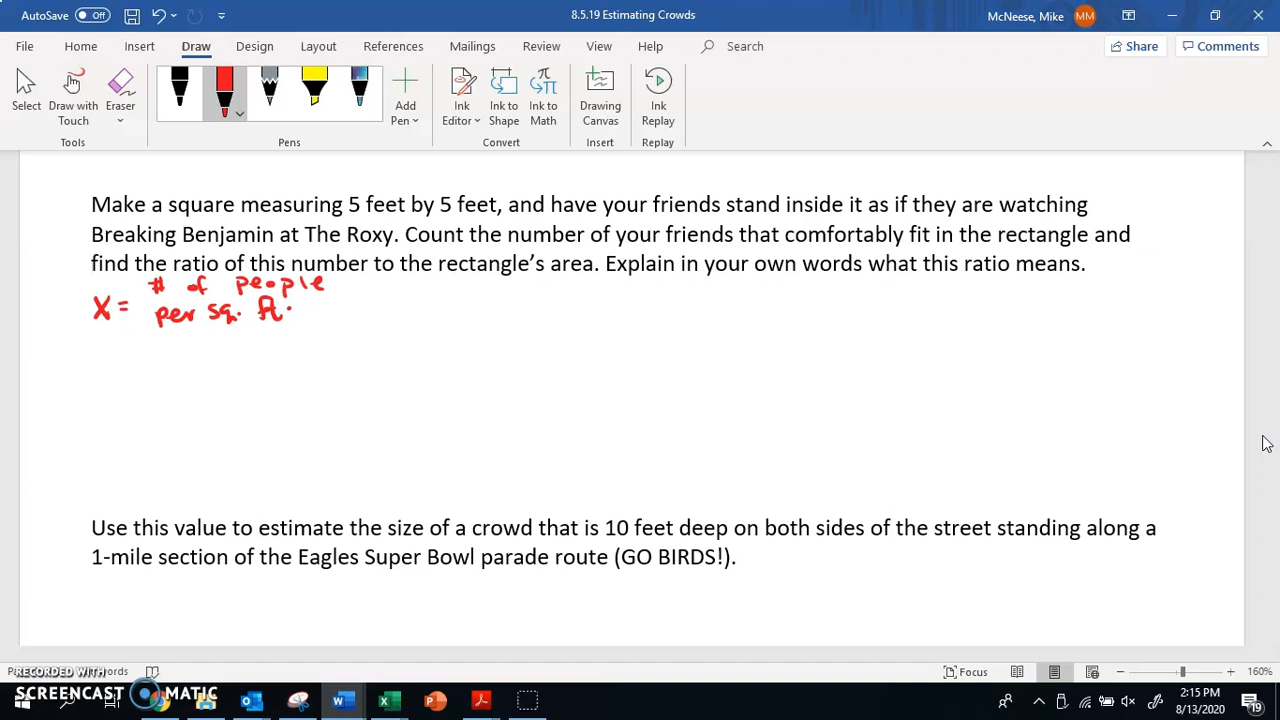 AutoSave Off 8.5.19 Estimating Crowds McNeese, Mike MM
File Home Insert Draw Design Layout References Mailings Review View Help Search Share Comments
Select Draw with Touch Eraser Add Pen Ink Editor Ink to Shape Ink to Math Drawing Canvas Ink Replay
Tools Pens Convert Insert Replay
Make a square measuring 5 feet by 5 feet, and have your friends stand inside it as if they are watching
Breaking Benjamin at The Roxy. Count the number of your friends that comfortably fit in the rectangle and
find the ratio of this number to the rectangle's area. Explain in your own words what this ratio means.
# of people
X = per sq. ft.
Use this value to estimate the size of a crowd that is 10 feet deep on both sides of the street standing along a
1-mile section of the Eagles Super Bowl parade route (GO BIRDS!).
RECORDED WITH words Focus 160%
SCREENCAST MATIC
2:15 PM
8/13/2020
19